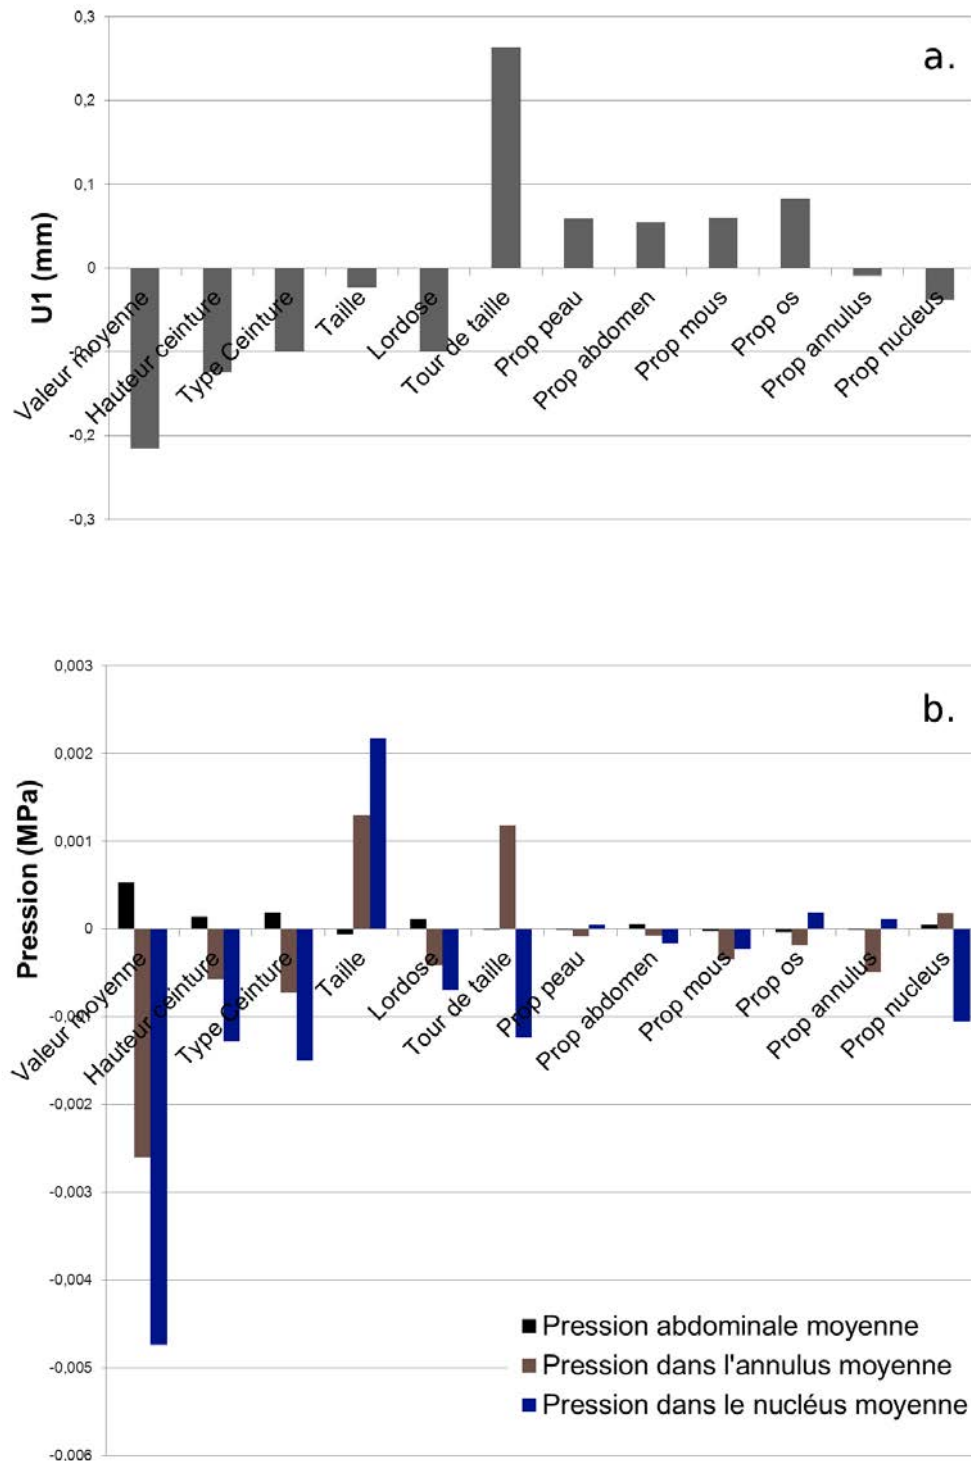 0,3
a.
0,2
0,1
U1 (mm)
0
Valeur moyenne
Hauteur ceinture
Type Ceinture
Taille
Lordose
Tour de taille
Prop peau
Prop abdomen
Prop mous
Prop os
Prop annulus
Prop nucleus
-0,2
-0,3
0,003
b.
0,002
0,001
Pression (MPa)
0
Valeur moyenne
Hauteur ceinture
Type Ceinture
Taille
Lordose
Tour de taille
Prop peau
Prop abdomen
Prop mous
Prop os
Prop annulus
Prop nucleus
-0,002
-0,003
-0,004
Pression abdominale moyenne
Pression dans l'annulus moyenne
-0,005
Pression dans le nucléus moyenne
-0,006